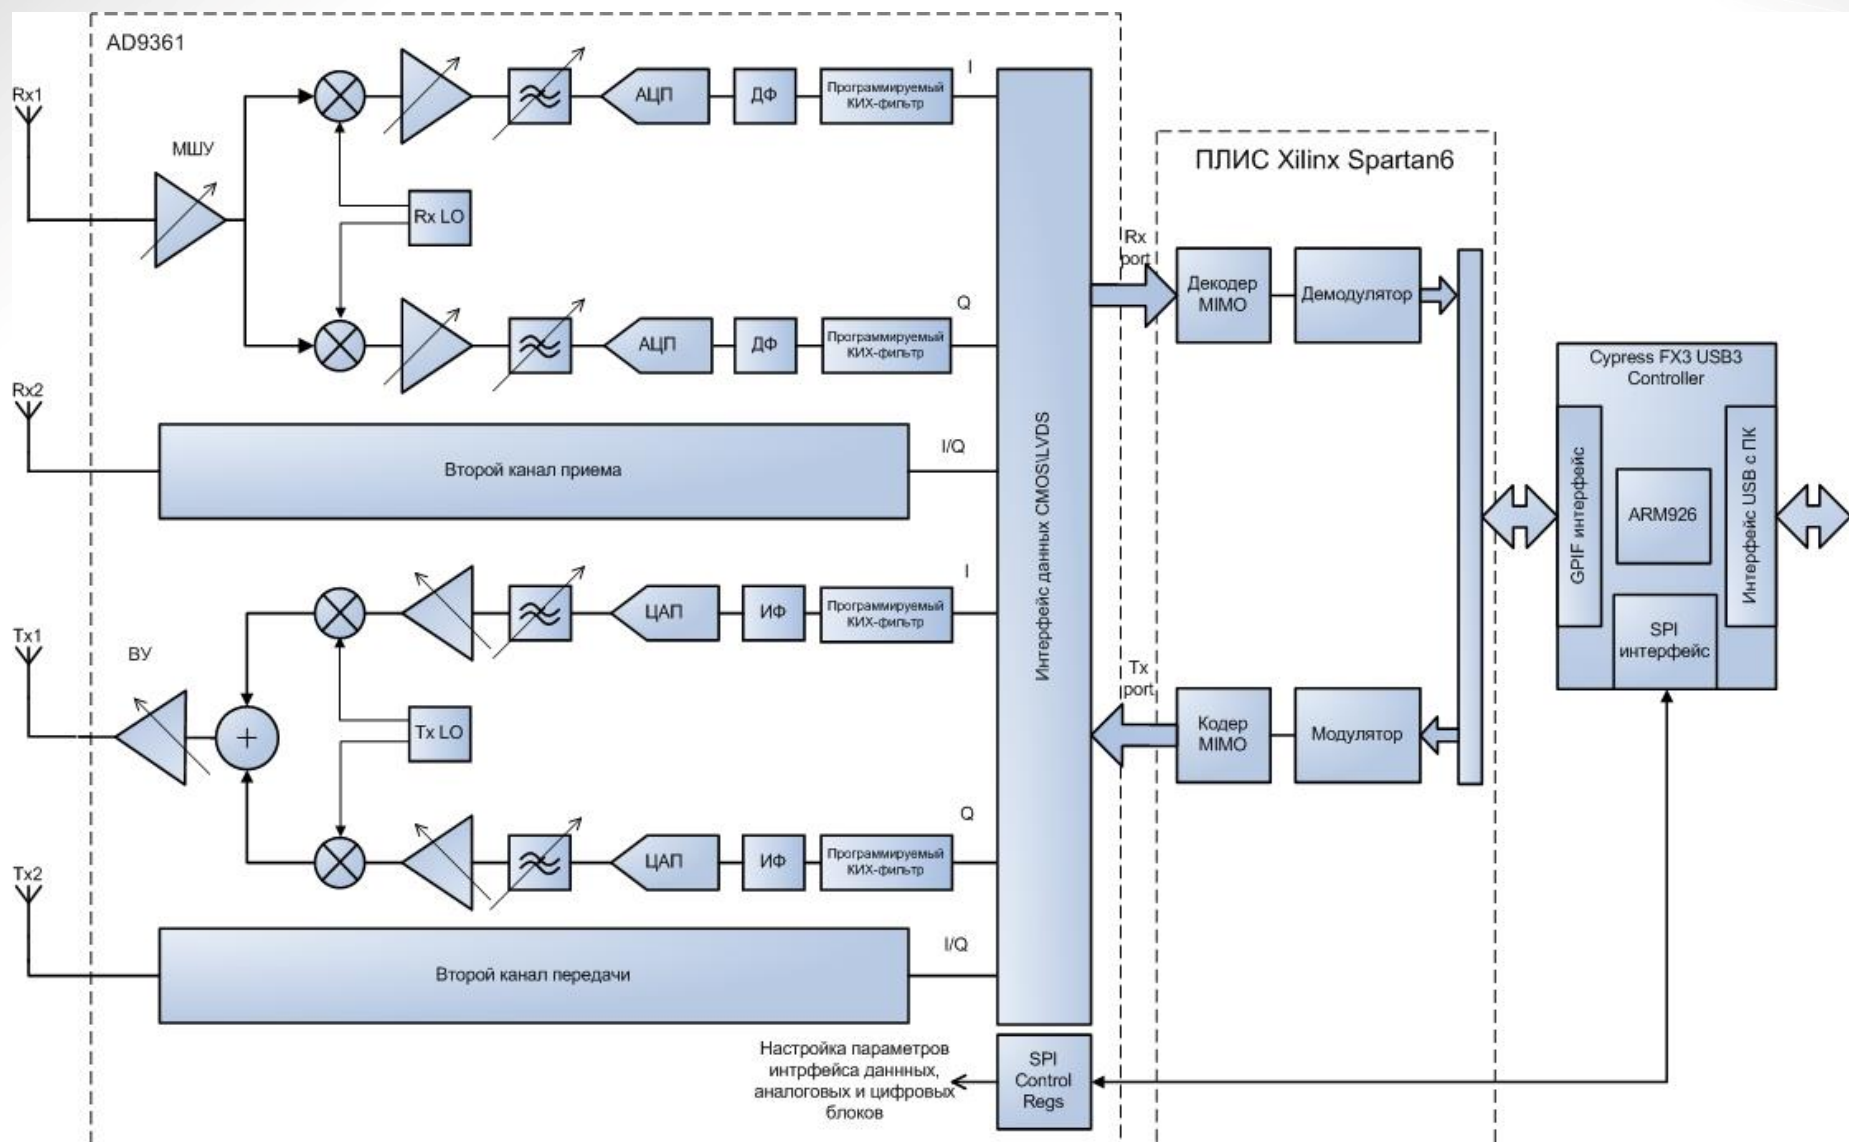 AD9361
Rx1
МШУ
АЦП
ДФ
Программируемый
КИХ-фильтр
I
Rx LO
АЦП
ДФ
Программируемый
КИХ-фильтр
Q
Rx2
Второй канал приема
I/Q
Tx1
ВУ
ЦАП
ИФ
Программируемый
КИХ-фильтр
I
+
Tx LO
ЦАП
ИФ
Программируемый
КИХ-фильтр
Q
Tx2
Второй канал передачи
I/Q
Интерфейс данных CMOS\LVDS
Настройка параметров
интрфейса даннных,
аналоговых и цифровых
блоков
SPI
Control
Regs
Rx
port
Tx
port
ПЛИС Xilinx Spartan6
Декодер
MIMO
Демодулятор
Кодер
MIMO
Модулятор
Cypress FX3 USB3
Controller
GPIF интерфейс
ARM926
Интерфейс USB с ПК
SPI
интерфейс